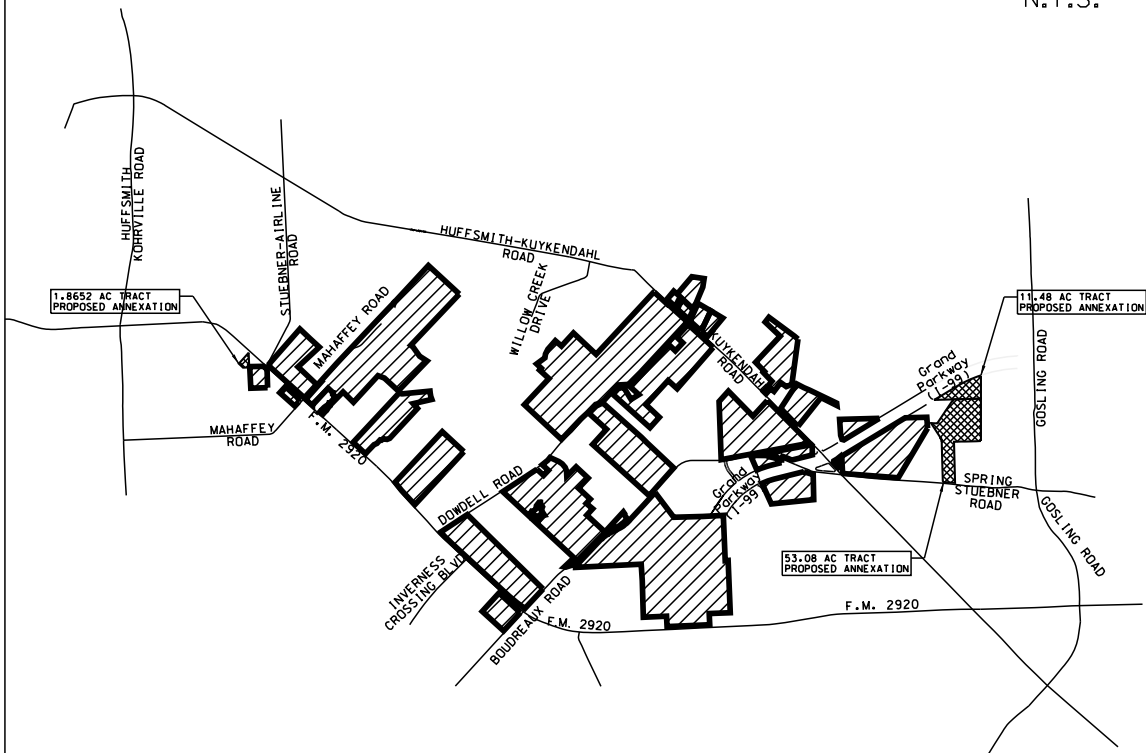 N.T.S.
HUFFSMITH
KOHRVILLE ROAD
STUEBNER-AIRLINE
ROAD
HUFFSMITH-KUYKENDAHL
ROAD
WILLOW CREEK
DRIVE
1.8652 AC TRACT
PROPOSED ANNEXATION
MAHAFFEY ROAD
11.48 AC TRACT
PROPOSED ANNEXATION
KUYKENDAHL
ROAD
Grand
Parkway
(I-99)
GOSLING ROAD
MAHAFFEY
ROAD
F.M. 2920
DOWDELL ROAD
Grand
Parkway
(I-99)
SPRING
STUEBNER
ROAD
GOSLING ROAD
53.08 AC TRACT
PROPOSED ANNEXATION
INVERNESS
CROSSING BLVD
BOUDREAUX ROAD
F.M. 2920
F.M. 2920